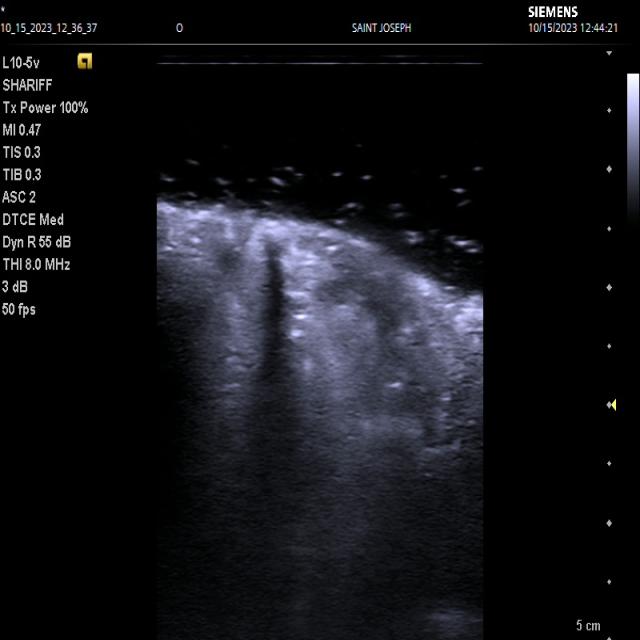 *
SIEMENS
10_15_2023_12_36_37 O SAINT JOSEPH 10/15/2023 12:44:21
L10-5v
SHARIFF
Tx Power 100%
MI 0.47
TIS 0.3
TIB 0.3
ASC 2
DTCE Med
Dyn R 55 dB
THI 8.0 MHz
3 dB
50 fps
5 cm